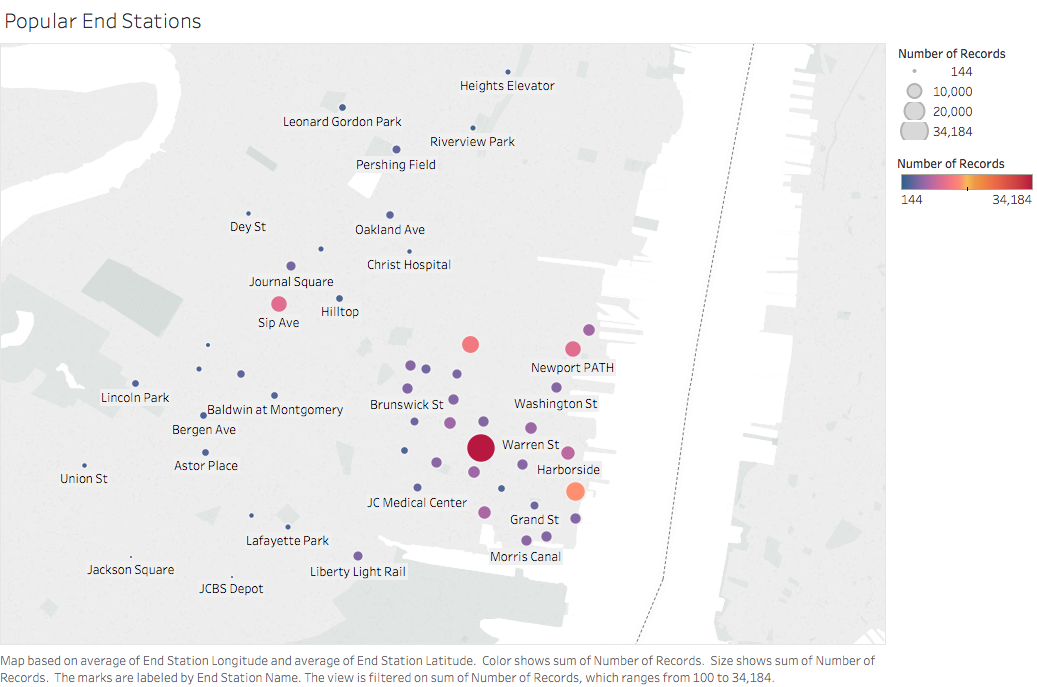 Popular End Stations
Number of Records
144
10,000
20,000
34,184
Number of Records
144 34,184
Heights Elevator
Leonard Gordon Park
Riverview Park
Pershing Field
Dey St
Oakland Ave
Christ Hospital
Journal Square
Hilltop
Sip Ave
Newport PATH
Lincoln Park
Brunswick St
Washington St
Baldwin at Montgomery
Bergen Ave
Warren St
Astor Place
Harborside
Union St
JC Medical Center
Grand St
Lafayette Park
Morris Canal
Jackson Square
Liberty Light Rail
JCBS Depot
Map based on average of End Station Longitude and average of End Station Latitude. Color shows sum of Number of Records. Size shows sum of Number of
Records. The marks are labeled by End Station Name. The view is filtered on sum of Number of Records, which ranges from 100 to 34,184.